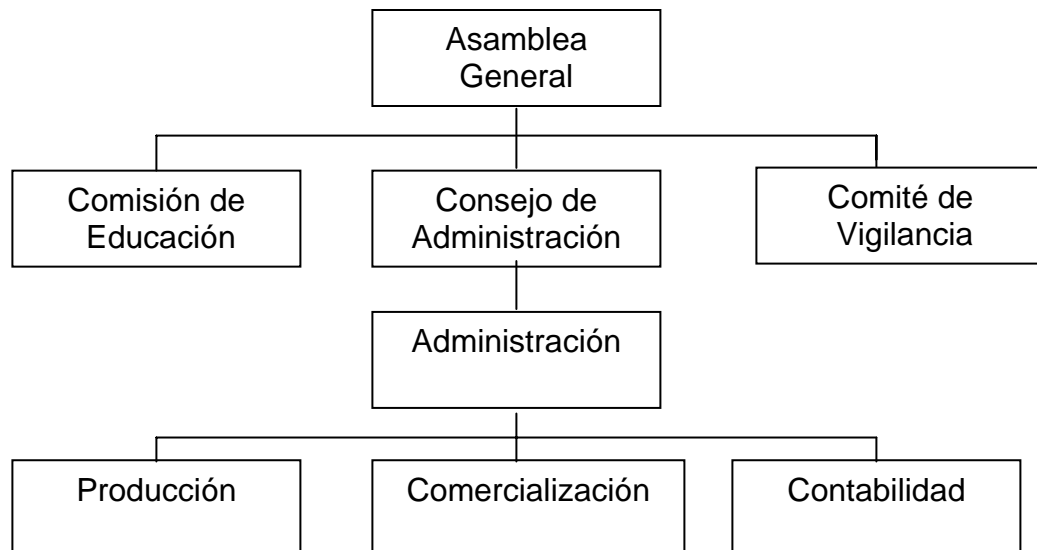 Asamblea
General
Comisión de
Educación
Consejo de
Administración
Comité de
Vigilancia
Administración
Producción
Comercialización
Contabilidad